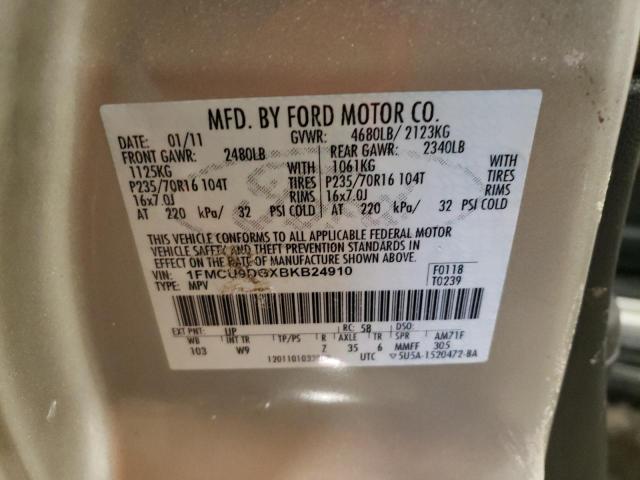 MFD. BY FORD MOTOR CO.
DATE: 01/11 GVWR: 4680LB/ 2123KG
FRONT GAWR: 2480LB REAR GAWR: 2340LB
1125KG WITH 1061KG WITH
P235/70R16 104T TIRES P235/70R16 104T TIRES
16x7.0J RIMS 16x7.0J RIMS
AT 220 kPa/ 32 PSI COLD AT 220 kPa/ 32 PSI COLD
THIS VEHICLE CONFORMS TO ALL APPLICABLE FEDERAL MOTOR
VEHICLE SAFETY AND THEFT PREVENTION STANDARDS IN
EFFECT ON THE DATE OF MANUFACTURE SHOWN ABOVE.
VIN: 1FMCU9DGXBKB24910 F0118
TYPE: MPV T0239
EXT PNT: UP RC: 58 DSO:
WB INT TR TP/PS R AXLE TR SPR AM71F
103 W9 Z 35 6 MMFF 305
UTC 5U5A-1520472-BA